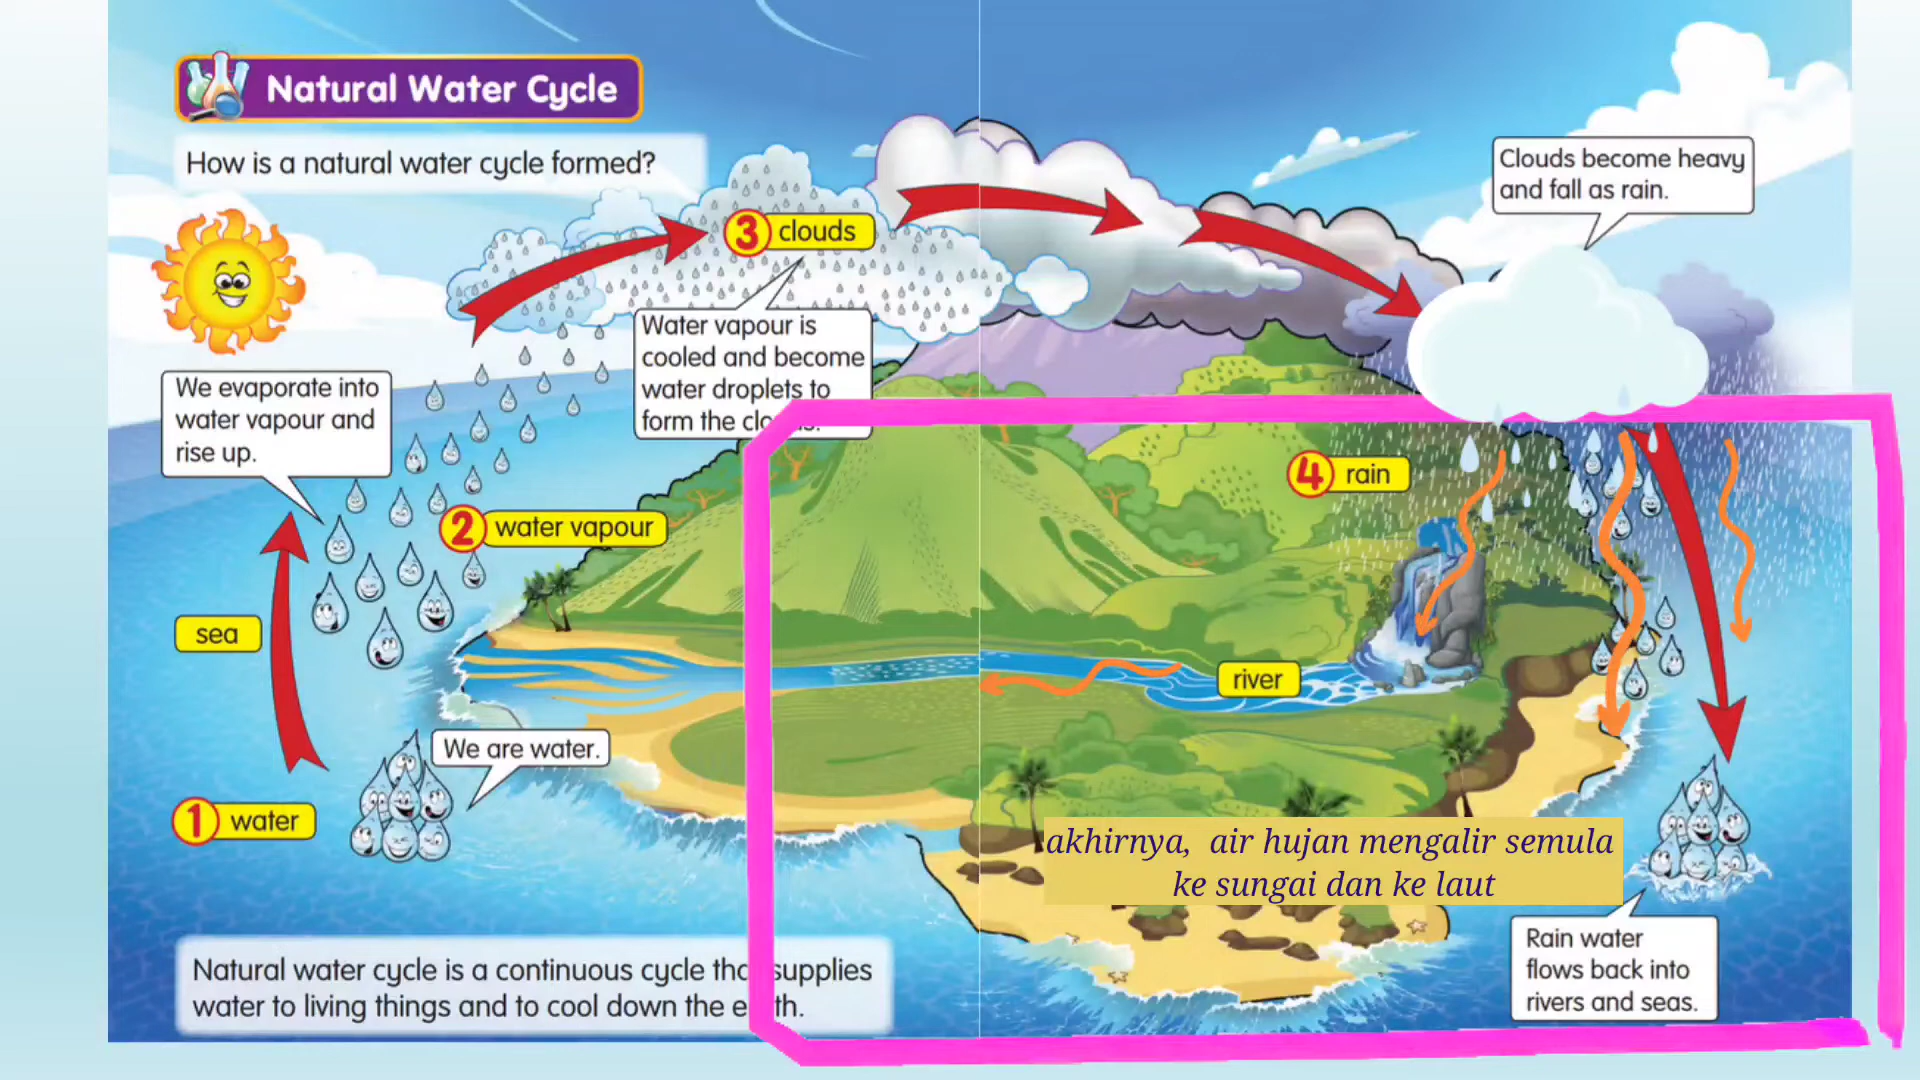 Natural Water Cycle
How is a natural water cycle formed?
Clouds become heavy
and fall as rain.
3 clouds
Water vapour is
cooled and become
water droplets to
form the
We evaporate into
water vapour and
rise up.
4 rain
2 water vapour
sea
river
We are water.
1 water
akhirnya, air hujan mengalir semula
ke sungai dan ke laut
Rain water
flows back into
rivers and seas.
Natural water cycle is a continuous cycle supplies
water to living things and to cool down the